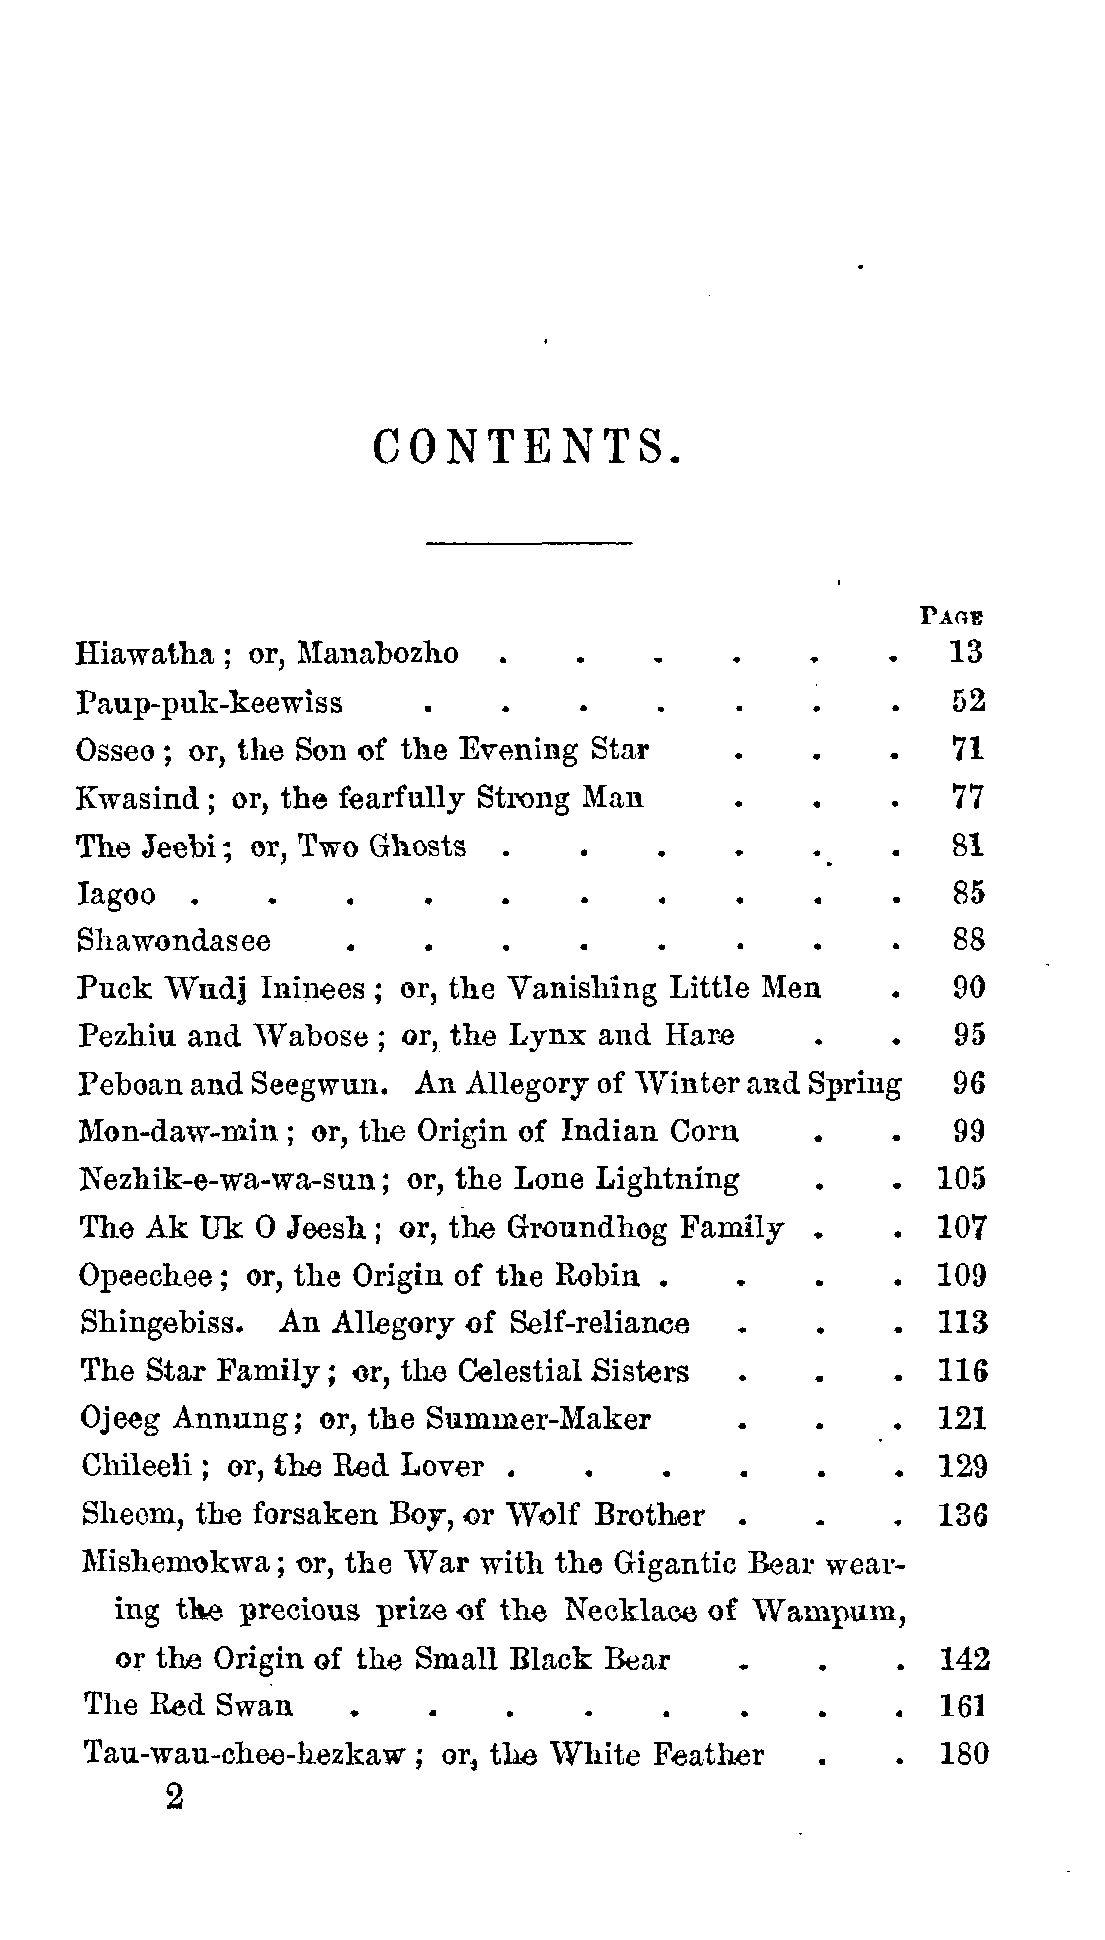 CONTENTS.
PAGE
Hiawatha ; or, Manabozho . . . . . . 13
Paup-puk-keewiss . . . . . . . 52
Osseo ; or, the Son of the Evening Star . . . 71
Kwasind ; or, the fearfully Strong Man . . . 77
The Jeebi ; or, Two Ghosts . . . . . . 81
Iagoo . . . . . . . . . . 85
Shawondasee . . . . . . . . 88
Puck Wudj Ininees ; or, the Vanishing Little Men . 90
Pezhiu and Wabose ; or, the Lynx and Hare . . 95
Peboan and Seegwun. An Allegory of Winter and Spring 96
Mon-daw-min ; or, the Origin of Indian Corn . . 99
Nezhik-e-wa-wa-sun ; or, the Lone Lightning . . 105
The Ak Uk O Jeesh ; or, the Groundhog Family . . 107
Opeechee ; or, the Origin of the Robin . . . . 109
Shingebiss. An Allegory of Self-reliance . . . 113
The Star Family ; or, the Celestial Sisters . . . 116
Ojeeg Annung ; or, the Summer-Maker . . . 121
Chileeli ; or, the Red Lover . . . . . . 129
Sheem, the forsaken Boy, or Wolf Brother . . . 136
Mishemokwa ; or, the War with the Gigantic Bear wear-
ing the precious prize of the Necklace of Wampum,
or the Origin of the Small Black Bear . . . 142
The Red Swan . . . . . . . . 161
Tau-wau-chee-hezkaw ; or, the White Feather . . 180
2